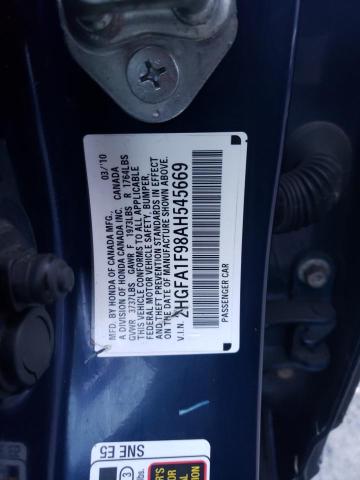 MFD. BY HONDA OF CANADA MFG. 03/'10
A DIVISION OF HONDA CANADA INC. CANADA
GVWR 3737LBS GAWR F 1973LBS R 1764LBS
THIS VEHICLE CONFORMS TO ALL APPLICABLE
FEDERAL MOTOR VEHICLE SAFETY, BUMPER,
AND THEFT PREVENTION STANDARDS IN EFFECT
ON THE DATE OF MANUFACTURE SHOWN ABOVE.
V.I.N. 2HGFA1F98AH545669
PASSENGER CAR
SNE E5